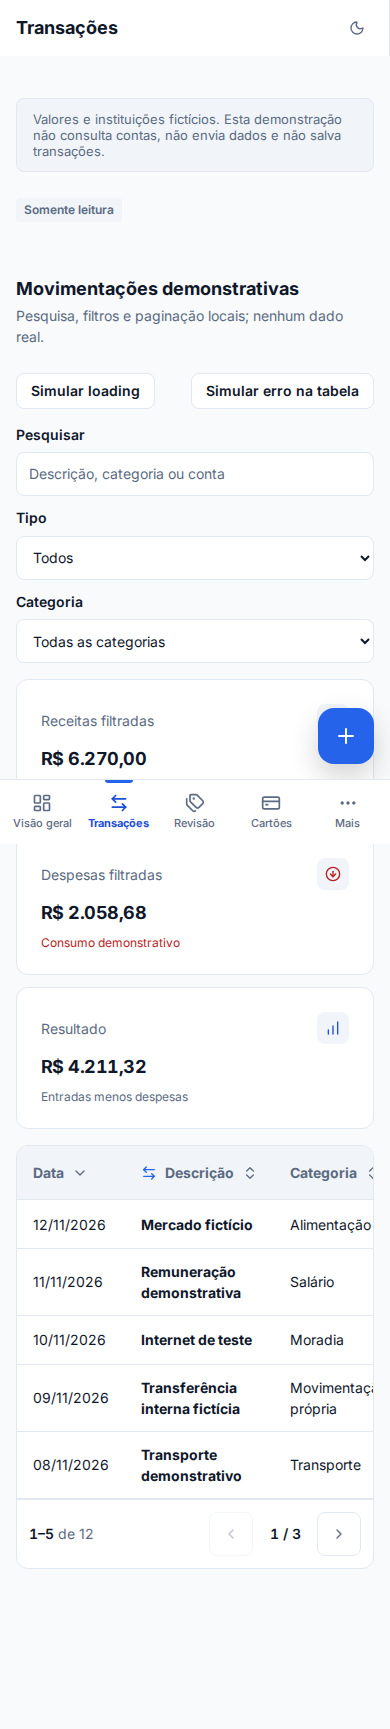 Transações
Valores e instituições fictícios. Esta demonstração
não consulta contas, não envia dados e não salva
transações.
Somente leitura
Movimentações demonstrativas
Pesquisa, filtros e paginação locais; nenhum dado
real.
Simular loading
Simular erro na tabela
Pesquisar
Descrição, categoria ou conta
Tipo
Todos
Categoria
Todas as categorias
Receitas filtradas
R$ 6.270,00
Visão geral
Transações
Revisão
Cartões
Mais
Despesas filtradas
R$ 2.058,68
Consumo demonstrativo
Resultado
R$ 4.211,32
Entradas menos despesas
Data Descrição Categoria
12/11/2026 Mercado fictício Alimentação
11/11/2026 Remuneração
demonstrativa Salário
10/11/2026 Internet de teste Moradia
09/11/2026 Transferência Movimentaç
interna fictícia própria
08/11/2026 Transporte
demonstrativo Transporte
1–5 de 12
1 / 3